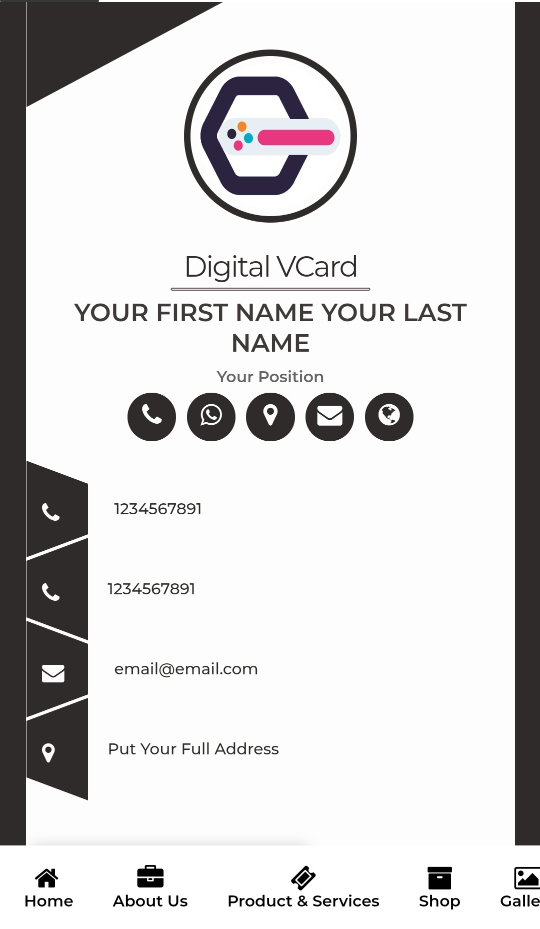 Digital VCard
YOUR FIRST NAME YOUR LAST
NAME
Your Position
1234567891
1234567891
email@email.com
Put Your Full Address
Home
About Us
Product & Services
Shop
Galle